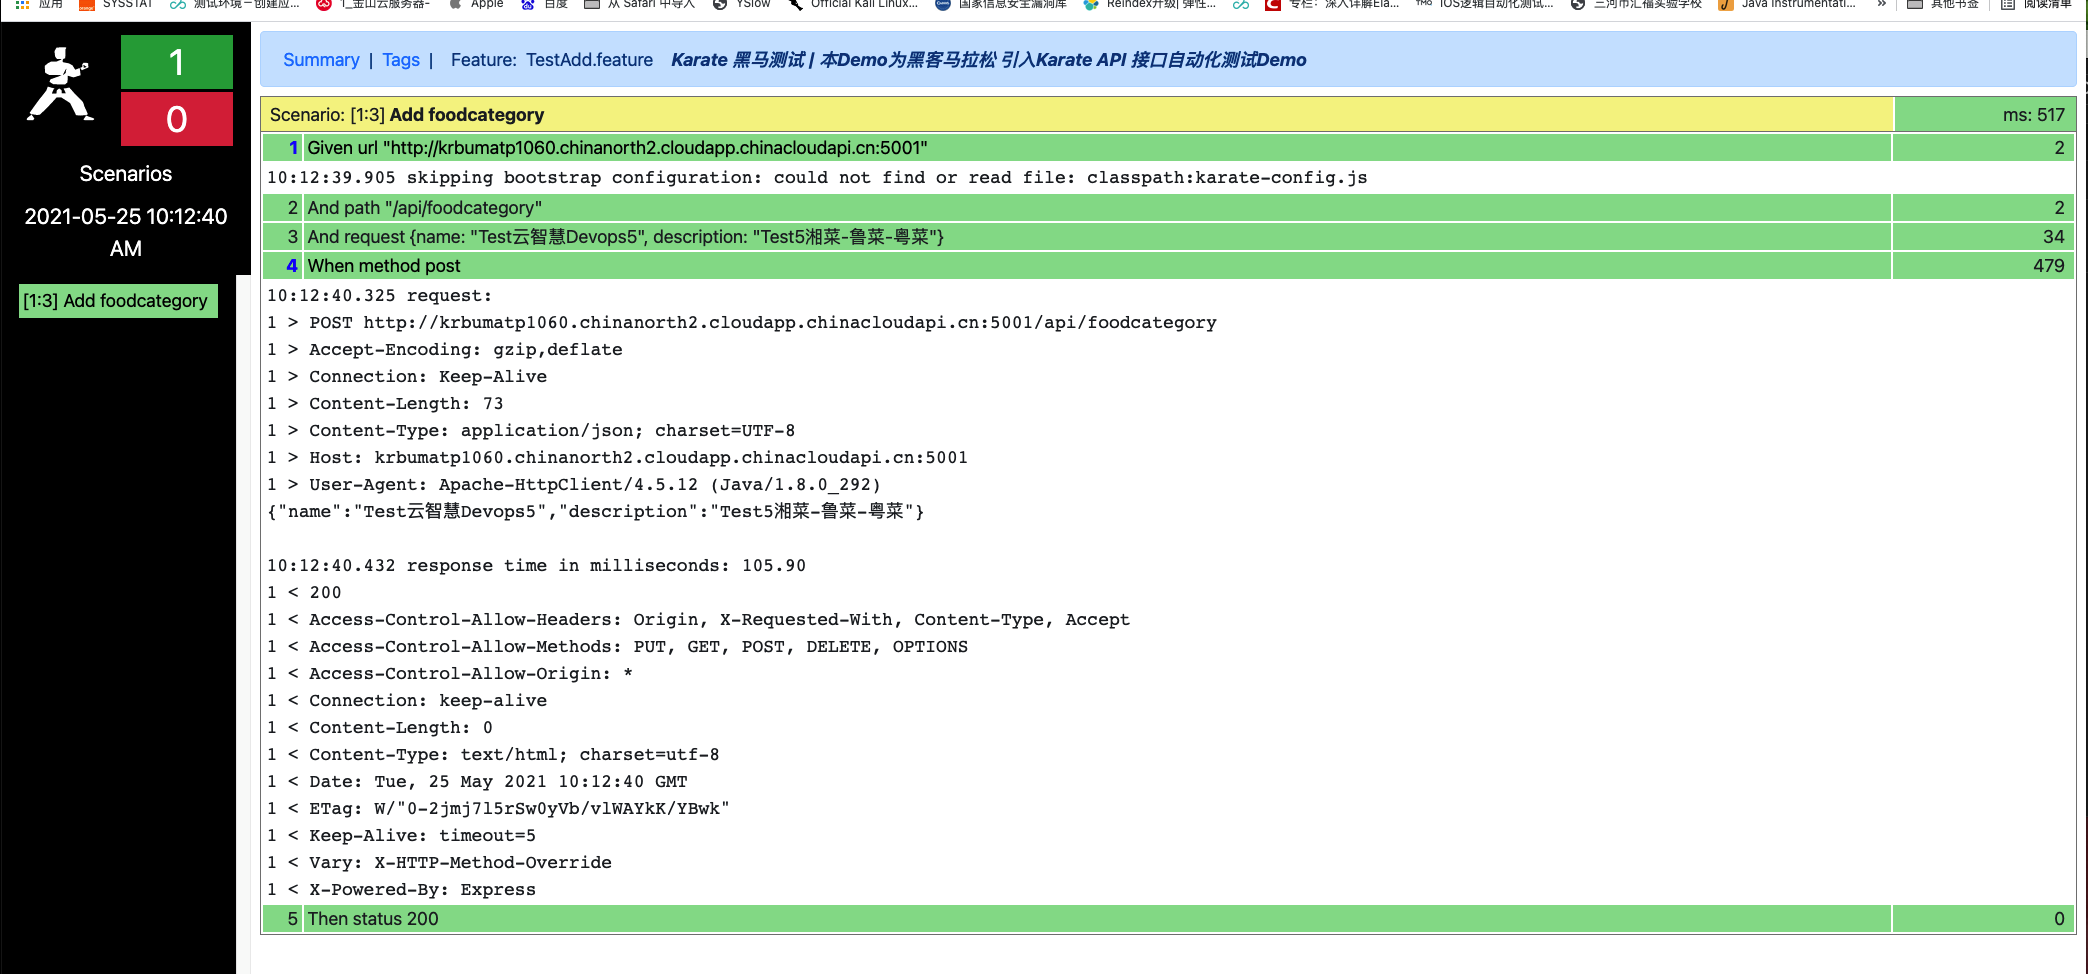 应用 SYSSTAT 测试环境－创建应... 1_金山云服务器- Apple 百度 从 Safari 中导入 YSlow Official Kali Linux... 国家信息安全漏洞库 Reindex升级| 弹性... 专栏：深入详解Ela... IOS逻辑自动化测试... 三河市汇福实验学校 Java Instrumentati... » 其他书签 阅读清单
1
0
Scenarios
2021-05-25 10:12:40
AM
[1:3] Add foodcategory
Summary | Tags | Feature: TestAdd.feature Karate 黑马测试 | 本Demo为黑客马拉松 引入Karate API 接口自动化测试Demo
Scenario: [1:3] Add foodcategory ms: 517
1 Given url "http://krbumatp1060.chinanorth2.cloudapp.chinacloudapi.cn:5001" 2
10:12:39.905 skipping bootstrap configuration: could not find or read file: classpath:karate-config.js
2 And path "/api/foodcategory" 2
3 And request {name: "Test云智慧Devops5", description: "Test5湘菜-鲁菜-粤菜"} 34
4 When method post 479
10:12:40.325 request:
1 > POST http://krbumatp1060.chinanorth2.cloudapp.chinacloudapi.cn:5001/api/foodcategory
1 > Accept-Encoding: gzip,deflate
1 > Connection: Keep-Alive
1 > Content-Length: 73
1 > Content-Type: application/json; charset=UTF-8
1 > Host: krbumatp1060.chinanorth2.cloudapp.chinacloudapi.cn:5001
1 > User-Agent: Apache-HttpClient/4.5.12 (Java/1.8.0_292)
{"name":"Test云智慧Devops5","description":"Test5湘菜-鲁菜-粤菜"}
10:12:40.432 response time in milliseconds: 105.90
1 < 200
1 < Access-Control-Allow-Headers: Origin, X-Requested-With, Content-Type, Accept
1 < Access-Control-Allow-Methods: PUT, GET, POST, DELETE, OPTIONS
1 < Access-Control-Allow-Origin: *
1 < Connection: keep-alive
1 < Content-Length: 0
1 < Content-Type: text/html; charset=utf-8
1 < Date: Tue, 25 May 2021 10:12:40 GMT
1 < ETag: W/"0-2jmj7l5rSw0yVb/vlWAYkK/YBwk"
1 < Keep-Alive: timeout=5
1 < Vary: X-HTTP-Method-Override
1 < X-Powered-By: Express
5 Then status 200 0